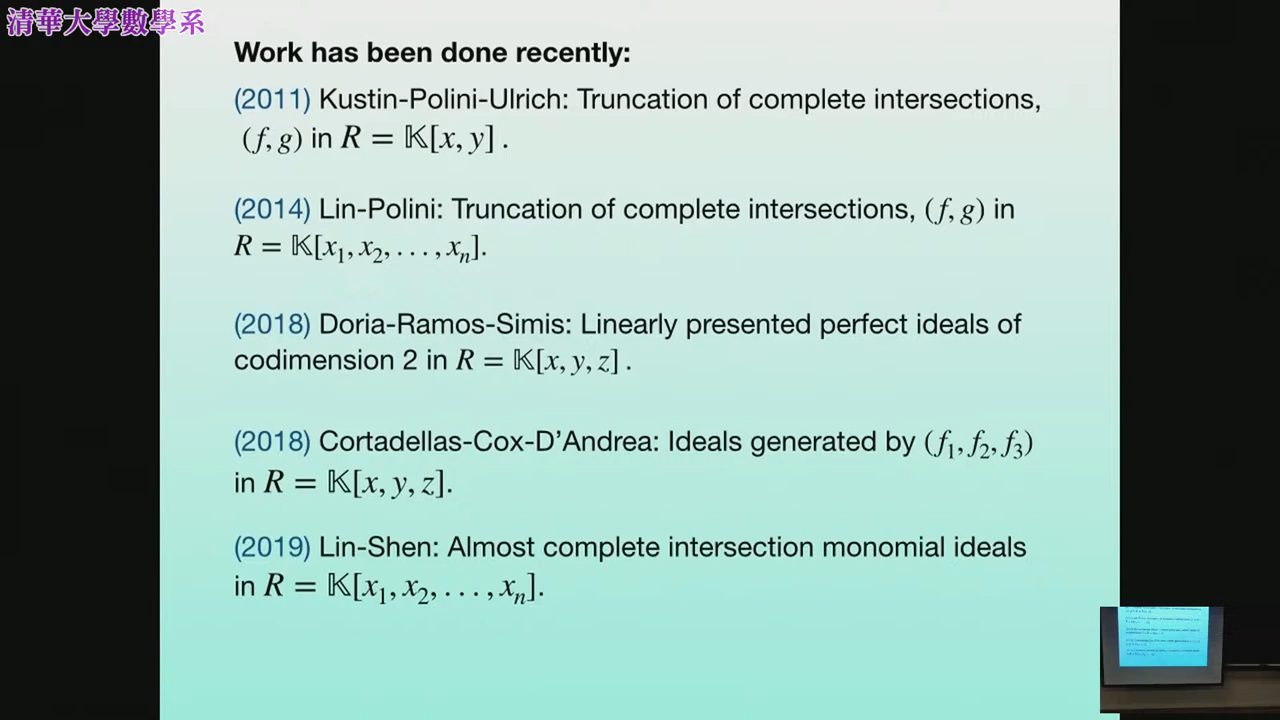 清華大學數學系
Work has been done recently:
(2011) Kustin-Polini-Ulrich: Truncation of complete intersections,
(f, g) in R = 𝕂[x, y] .
(2014) Lin-Polini: Truncation of complete intersections, (f, g) in
R = 𝕂[x₁, x₂, . . . , xₙ].
(2018) Doria-Ramos-Simis: Linearly presented perfect ideals of
codimension 2 in R = 𝕂[x, y, z] .
(2018) Cortadellas-Cox-D’Andrea: Ideals generated by (f₁, f₂, f₃)
in R = 𝕂[x, y, z].
(2019) Lin-Shen: Almost complete intersection monomial ideals
in R = 𝕂[x₁, x₂, . . . , xₙ].